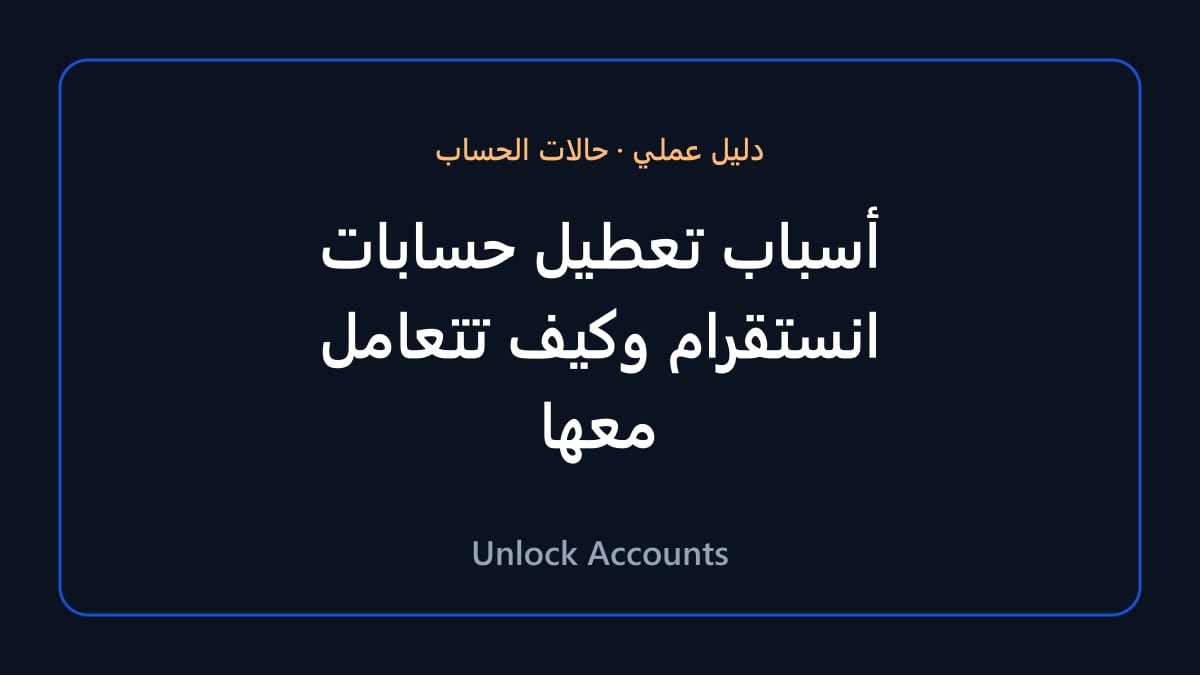 دليل عملي · حالات الحساب
أسباب تعطيل حسابات
انستقرام وكيف تتعامل
معها
Unlock Accounts